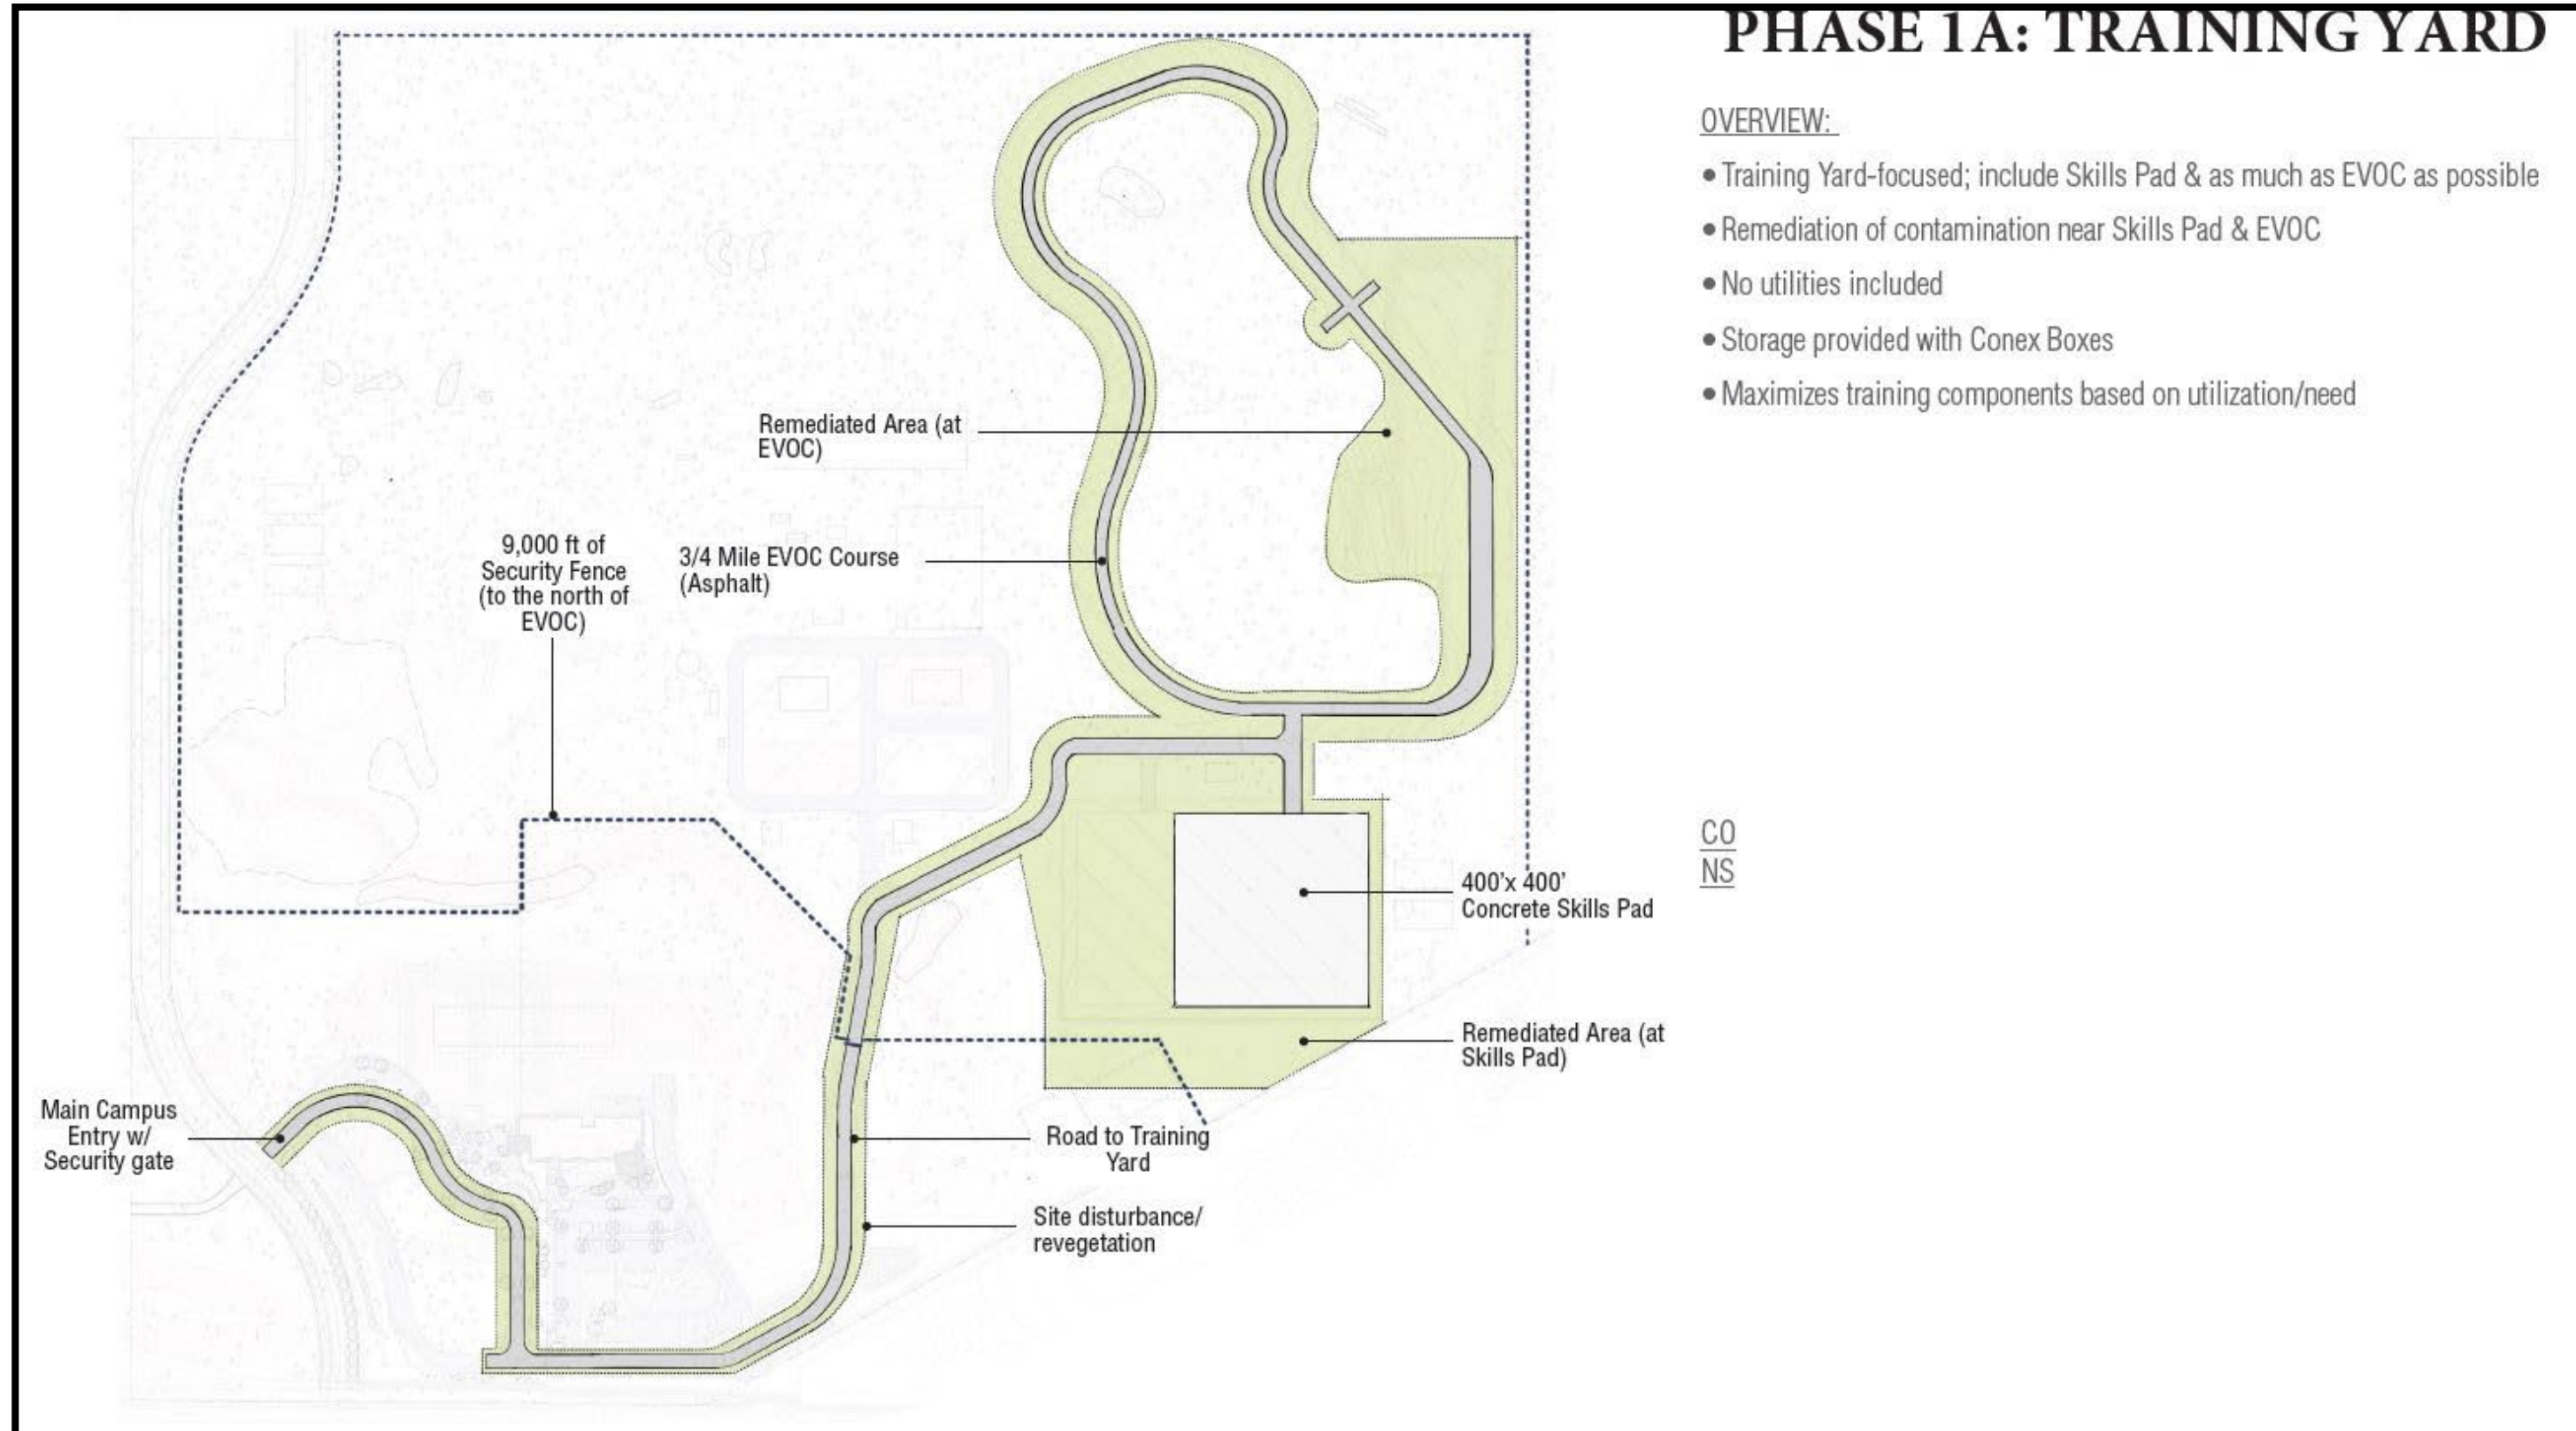 PHASE 1A: TRAINING YARD
OVERVIEW:
• Training Yard-focused; include Skills Pad & as much as EVOC as possible
• Remediation of contamination near Skills Pad & EVOC
• No utilities included
• Storage provided with Conex Boxes
• Maximizes training components based on utilization/need
Remediated Area (at
EVOC)
9,000 ft of
Security Fence
(to the north of
EVOC)
3/4 Mile EVOC Course
(Asphalt)
CO
NS
400'x 400'
Concrete Skills Pad
Remediated Area (at
Skills Pad)
Main Campus
Entry w/
Security gate
Road to Training
Yard
Site disturbance/
revegetation